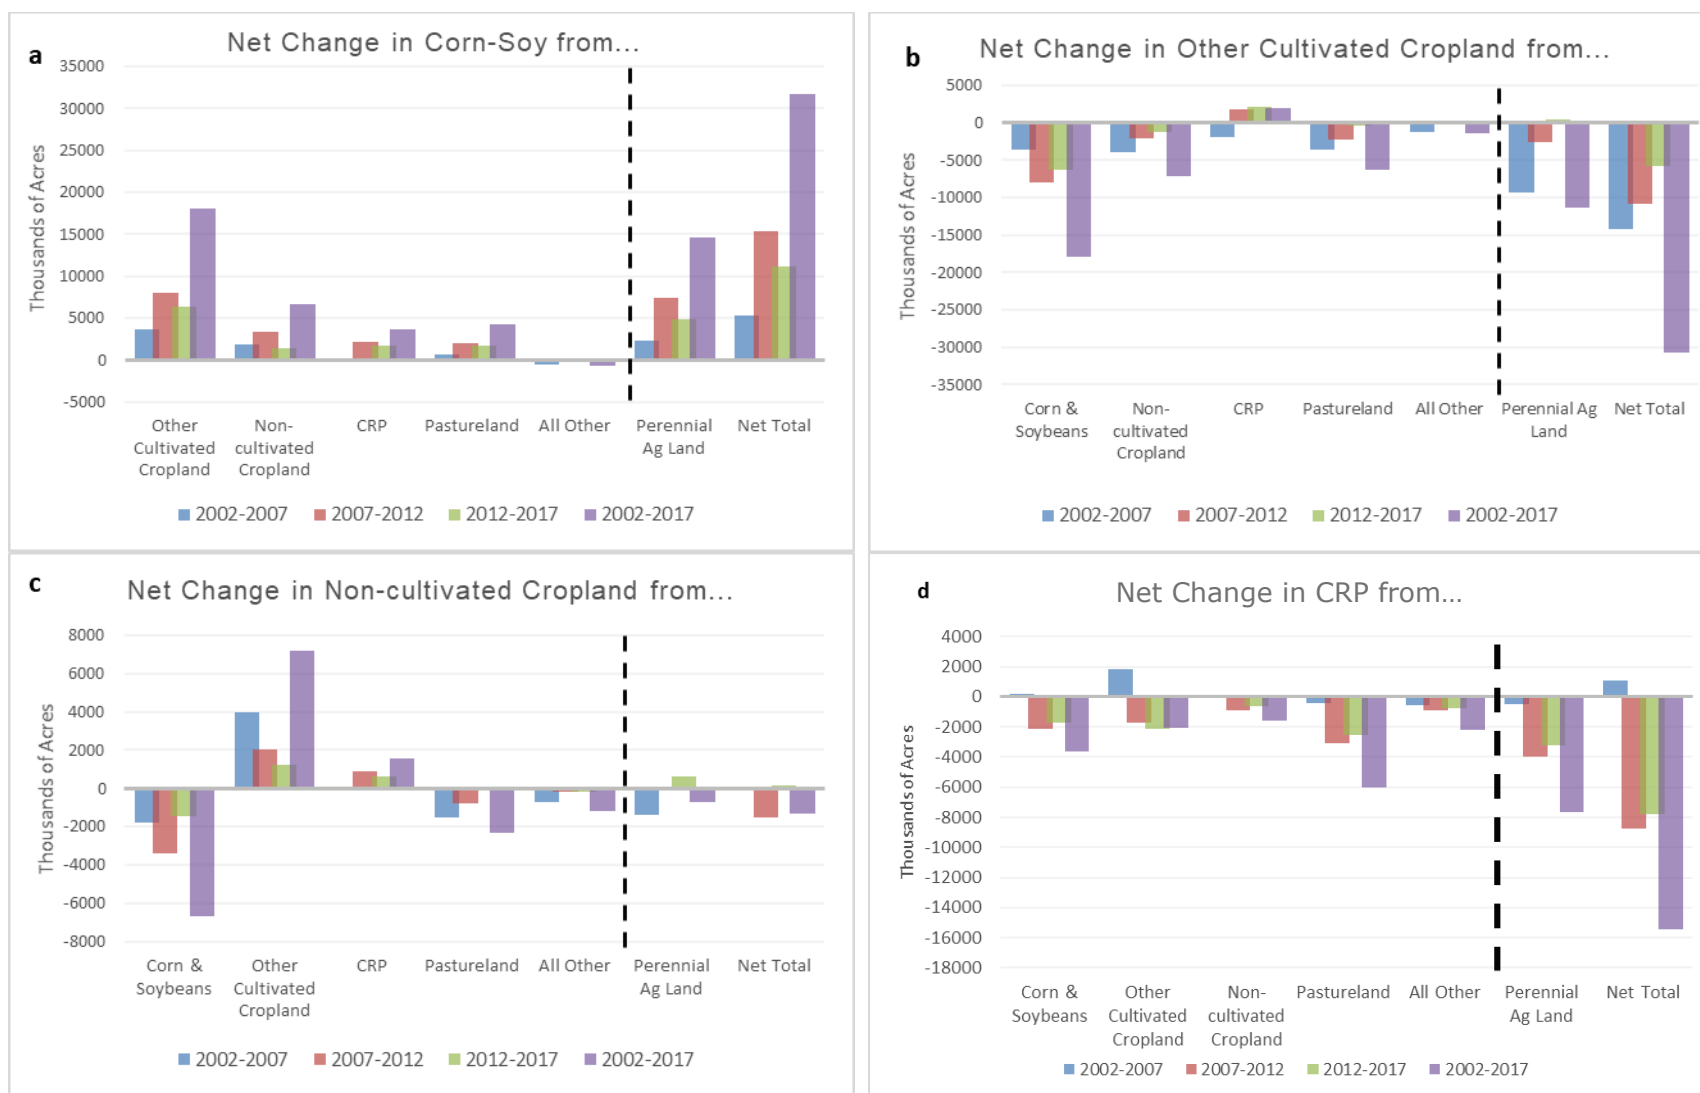 a
Net Change in Corn-Soy from...
Thousands of Acres
35000
30000
25000
20000
15000
10000
5000
0
-5000
Other Cultivated Cropland
Non-cultivated Cropland
CRP
Pastureland
All Other
Perennial Ag Land
Net Total
2002-2007 2007-2012 2012-2017 2002-2017
b
Net Change in Other Cultivated Cropland from...
Thousands of Acres
5000
0
-5000
-10000
-15000
-20000
-25000
-30000
-35000
Corn & Soybeans
Non-cultivated Cropland
CRP
Pastureland
All Other
Perennial Ag Land
Net Total
2002-2007 2007-2012 2012-2017 2002-2017
c
Net Change in Non-cultivated Cropland from...
Thousands of Acres
8000
6000
4000
2000
0
-2000
-4000
-6000
-8000
Corn & Soybeans
Other Cultivated Cropland
CRP
Pastureland
All Other
Perennial Ag Land
Net Total
2002-2007 2007-2012 2012-2017 2002-2017
d
Net Change in CRP from...
Thousands of Acres
4000
2000
0
-2000
-4000
-6000
-8000
-10000
-12000
-14000
-16000
-18000
Corn & Soybeans
Other Cultivated Cropland
Non-cultivated Cropland
Pastureland
All Other
Perennial Ag Land
Net Total
2002-2007 2007-2012 2012-2017 2002-2017